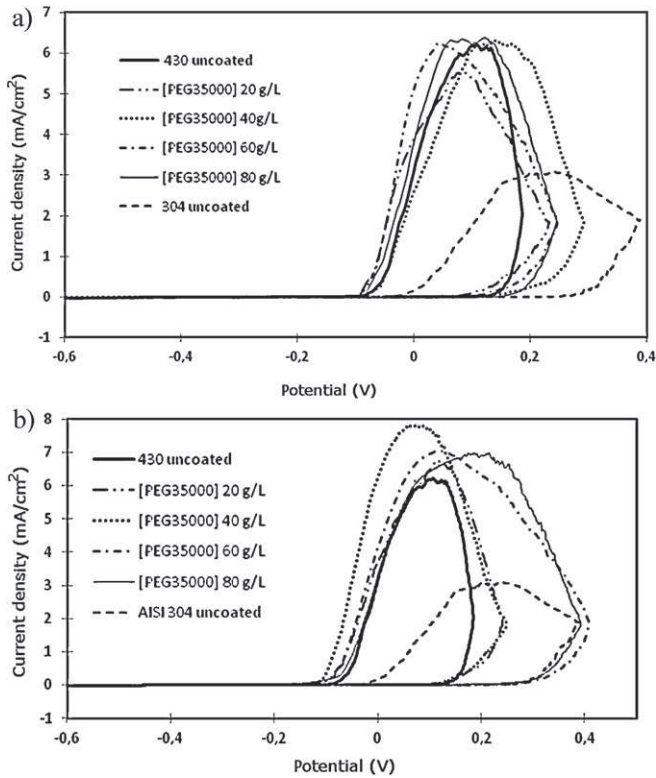 a)
7
6
5
4
3
2
1
0
-1
Current density (mA/cm²)
430 uncoated
[PEG35000] 20 g/L
[PEG35000] 40g/L
[PEG35000] 60g/L
[PEG35000] 80 g/L
304 uncoated
-0,6 -0,4 -0,2 0 0,2 0,4
Potential (V)
b)
8
7
6
5
4
3
2
1
0
-1
Current density (mA/cm²)
430 uncoated
[PEG35000] 20 g/L
[PEG35000] 40 g/L
[PEG35000] 60 g/L
[PEG35000] 80 g/L
AISI 304 uncoated
-0,6 -0,4 -0,2 0 0,2 0,4
Potential (V)